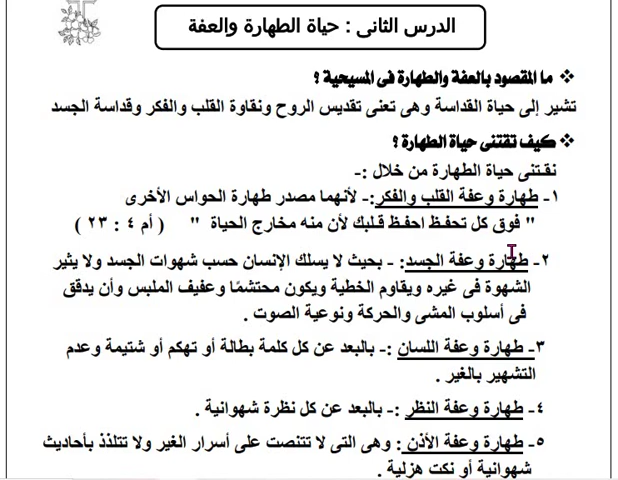 الدرس الثانى : حياة الطهارة والعفة
❖ ما المقصود بالعفة والطهارة فى المسيحية ؟
تشير إلى حياة القداسة وهى تعنى تقديس الروح ونقاوة القلب والفكر وقداسة الجسد
❖ كيف تقتنى حياة الطهارة ؟
نقتنى حياة الطهارة من خلال :-
١- طهارة وعفة القلب والفكر:- لأنهما مصدر طهارة الحواس الأخرى
" فوق كل تحفظ احفظ قلبك لأن منه مخارج الحياة " ( أم ٤ : ٢٣ )
٢- طهارة وعفة الجسد: - بحيث لا يسلك الإنسان حسب شهوات الجسد ولا يثير
الشهوة فى غيره ويقاوم الخطية ويكون محتشمًا وعفيف الملبس وأن يدقق
فى أسلوب المشى والحركة ونوعية الصوت .
٣- طهارة وعفة اللسان :- بالبعد عن كل كلمة بطالة أو تهكم أو شتيمة وعدم
التشهير بالغير .
٤- طهارة وعفة النظر :- بالبعد عن كل نظرة شهوانية .
٥- طهارة وعفة الأذن : وهى التى لا تتنصت على أسرار الغير ولا تتلذذ بأحاديث
شهوانية أو نكت هزلية .